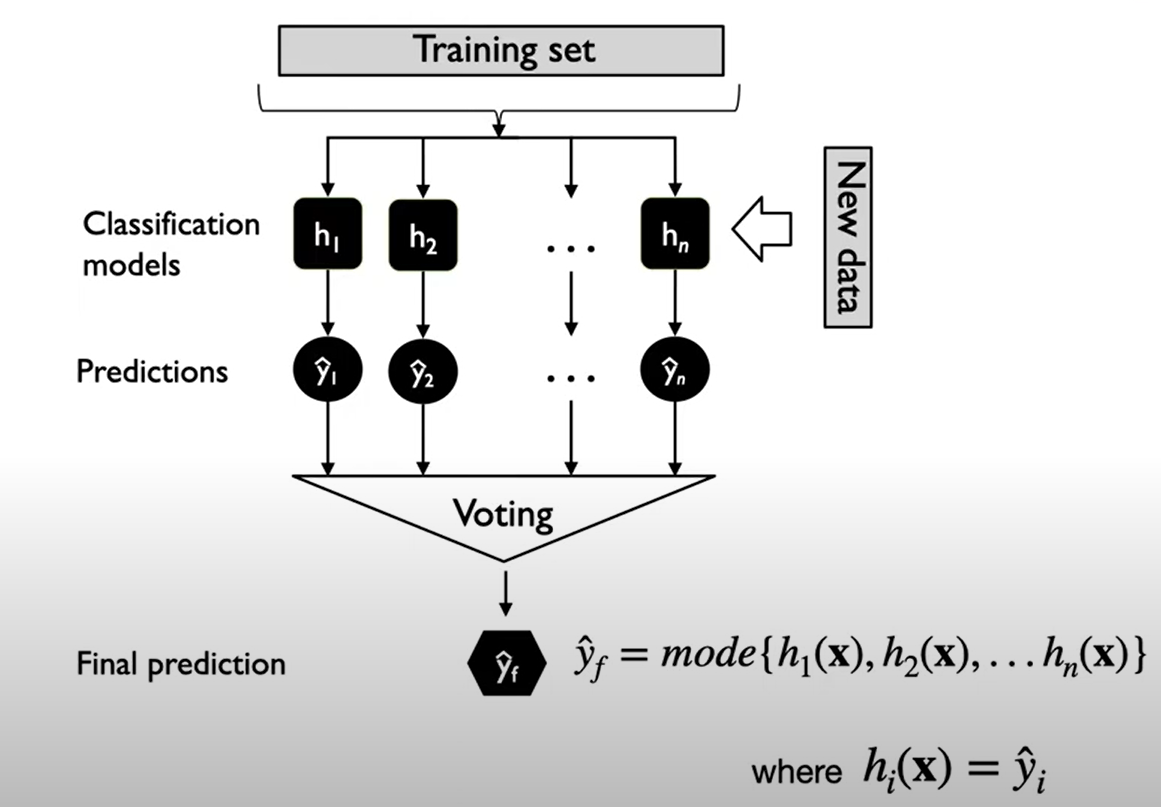 Training set
New data
Classification
models
h₁ h₂ ... hₙ
Predictions
ŷ₁ ŷ₂ ... ŷₙ
Voting
Final prediction
ŷf
ŷ_f = mode{h₁(𝐱), h₂(𝐱), . . . hₙ(𝐱)}
where hᵢ(𝐱) = ŷᵢ